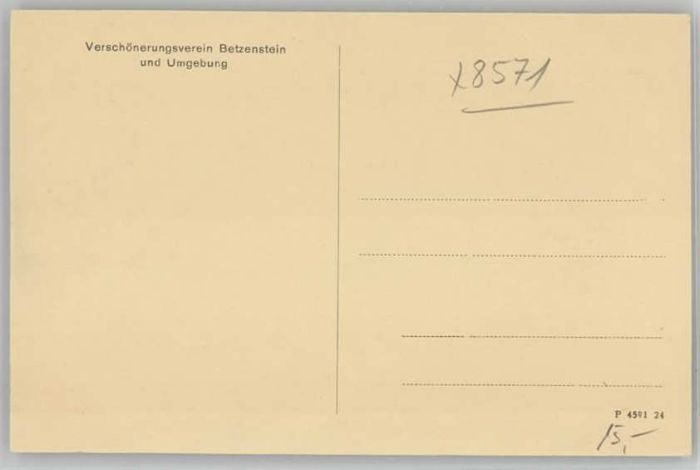 Verschönerungsverein Betzenstein
und Umgebung
x8571
P 4591 24
15,-